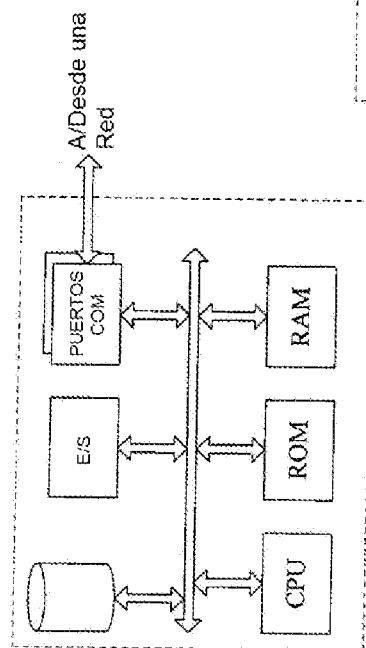 A/Desde una
Red
PUERTOS
COM
E/S
RAM
ROM
CPU